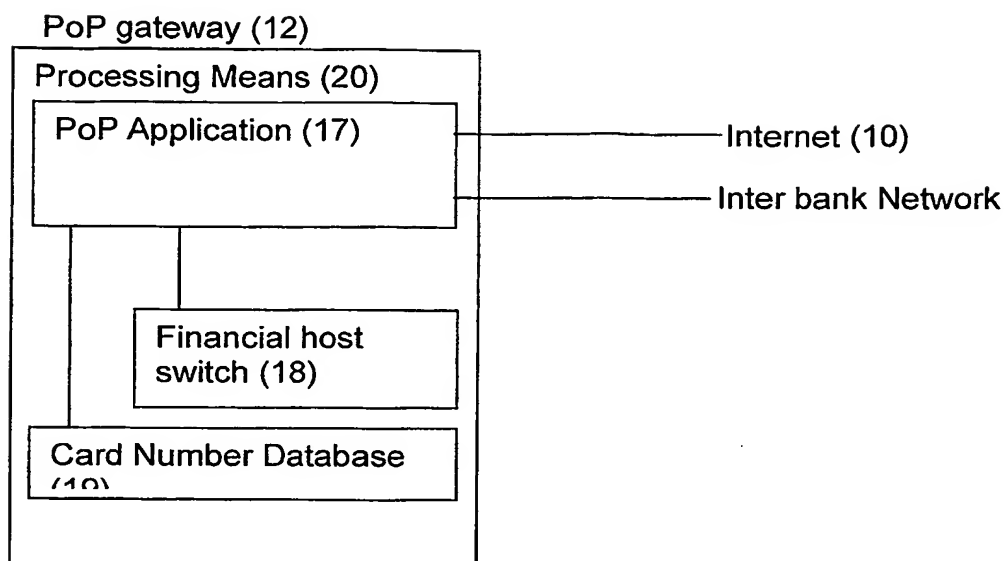 PoP gateway (12)
Processing Means (20)
PoP Application (17)
Internet (10)
Inter bank Network
Financial host
switch (18)
Card Number Database
(19)